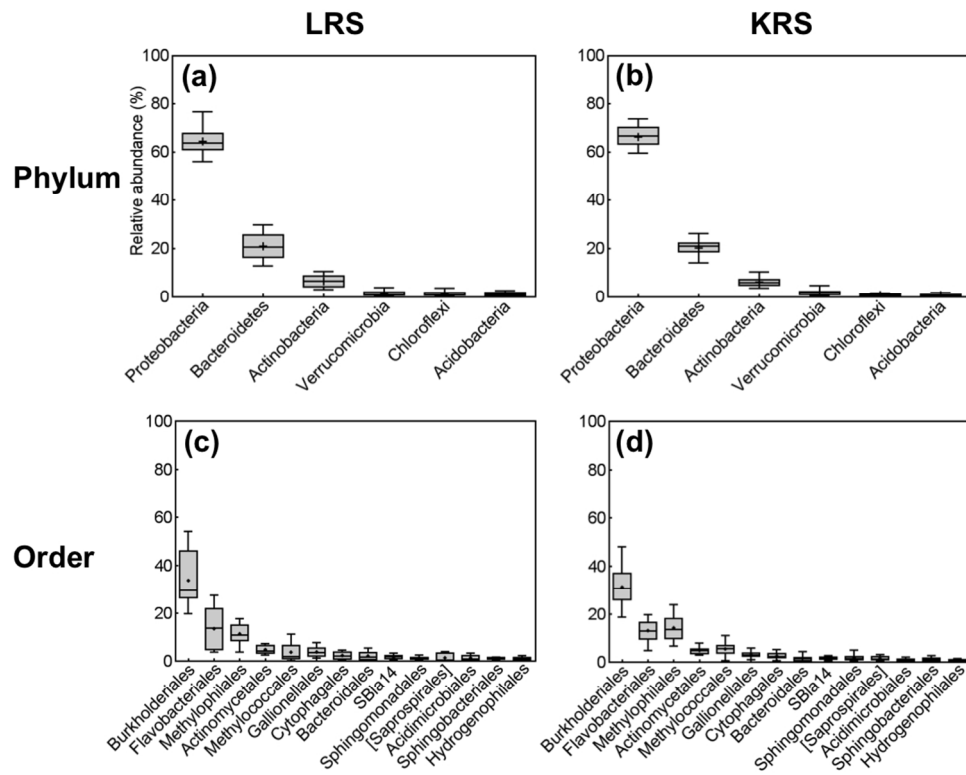 LRS
KRS
Phylum
Relative abundance (%)
(a)
100
80
60
40
20
0
Proteobacteria
Bacteroidetes
Actinobacteria
Verrucomicrobia
Chloroflexi
Acidobacteria
(b)
100
80
60
40
20
0
Proteobacteria
Bacteroidetes
Actinobacteria
Verrucomicrobia
Chloroflexi
Acidobacteria
Order
(c)
100
80
60
40
20
0
Burkholderiales
Flavobacteriales
Methylophilales
Actinomycetales
Methylococcales
Gallionellales
Cytophagales
Bacteroidales
SBla14
Sphingomonadales
[Saprospirales]
Acidimicrobiales
Sphingobacteriales
Hydrogenophilales
(d)
100
80
60
40
20
0
Burkholderiales
Flavobacteriales
Methylophilales
Actinomycetales
Methylococcales
Gallionellales
Cytophagales
Bacteroidales
SBla14
Sphingomonadales
[Saprospirales]
Acidimicrobiales
Sphingobacteriales
Hydrogenophilales